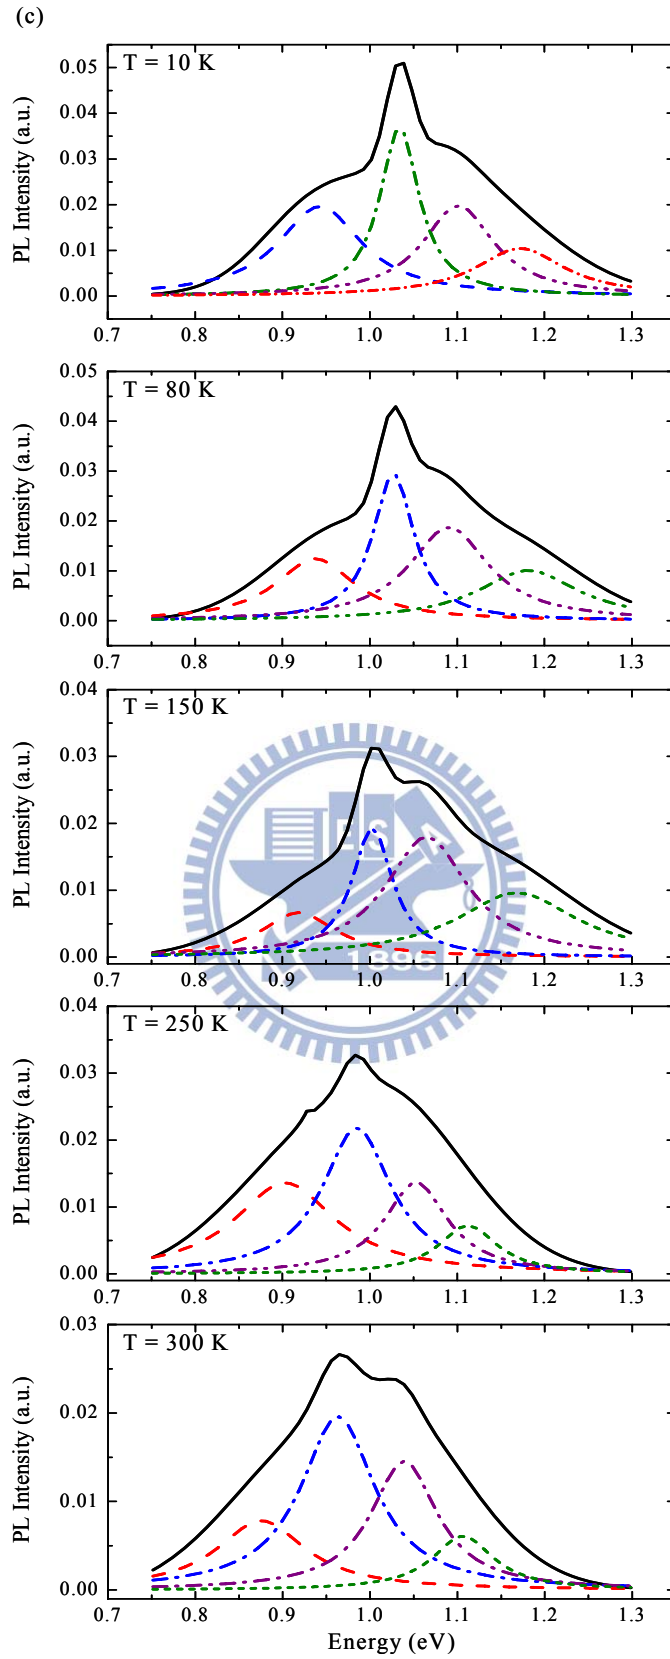 (c)
T = 10 K
PL Intensity (a.u.)
0.05
0.04
0.03
0.02
0.01
0.00
0.7 0.8 0.9 1.0 1.1 1.2 1.3
T = 80 K
PL Intensity (a.u.)
0.05
0.04
0.03
0.02
0.01
0.00
0.7 0.8 0.9 1.0 1.1 1.2 1.3
T = 150 K
PL Intensity (a.u.)
0.04
0.03
0.02
0.01
0.00
ES
1896
0.7 0.8 0.9 1.0 1.1 1.2 1.3
T = 250 K
PL Intensity (a.u.)
0.04
0.03
0.02
0.01
0.00
0.7 0.8 0.9 1.0 1.1 1.2 1.3
T = 300 K
PL Intensity (a.u.)
0.03
0.02
0.01
0.00
0.7 0.8 0.9 1.0 1.1 1.2 1.3
Energy (eV)